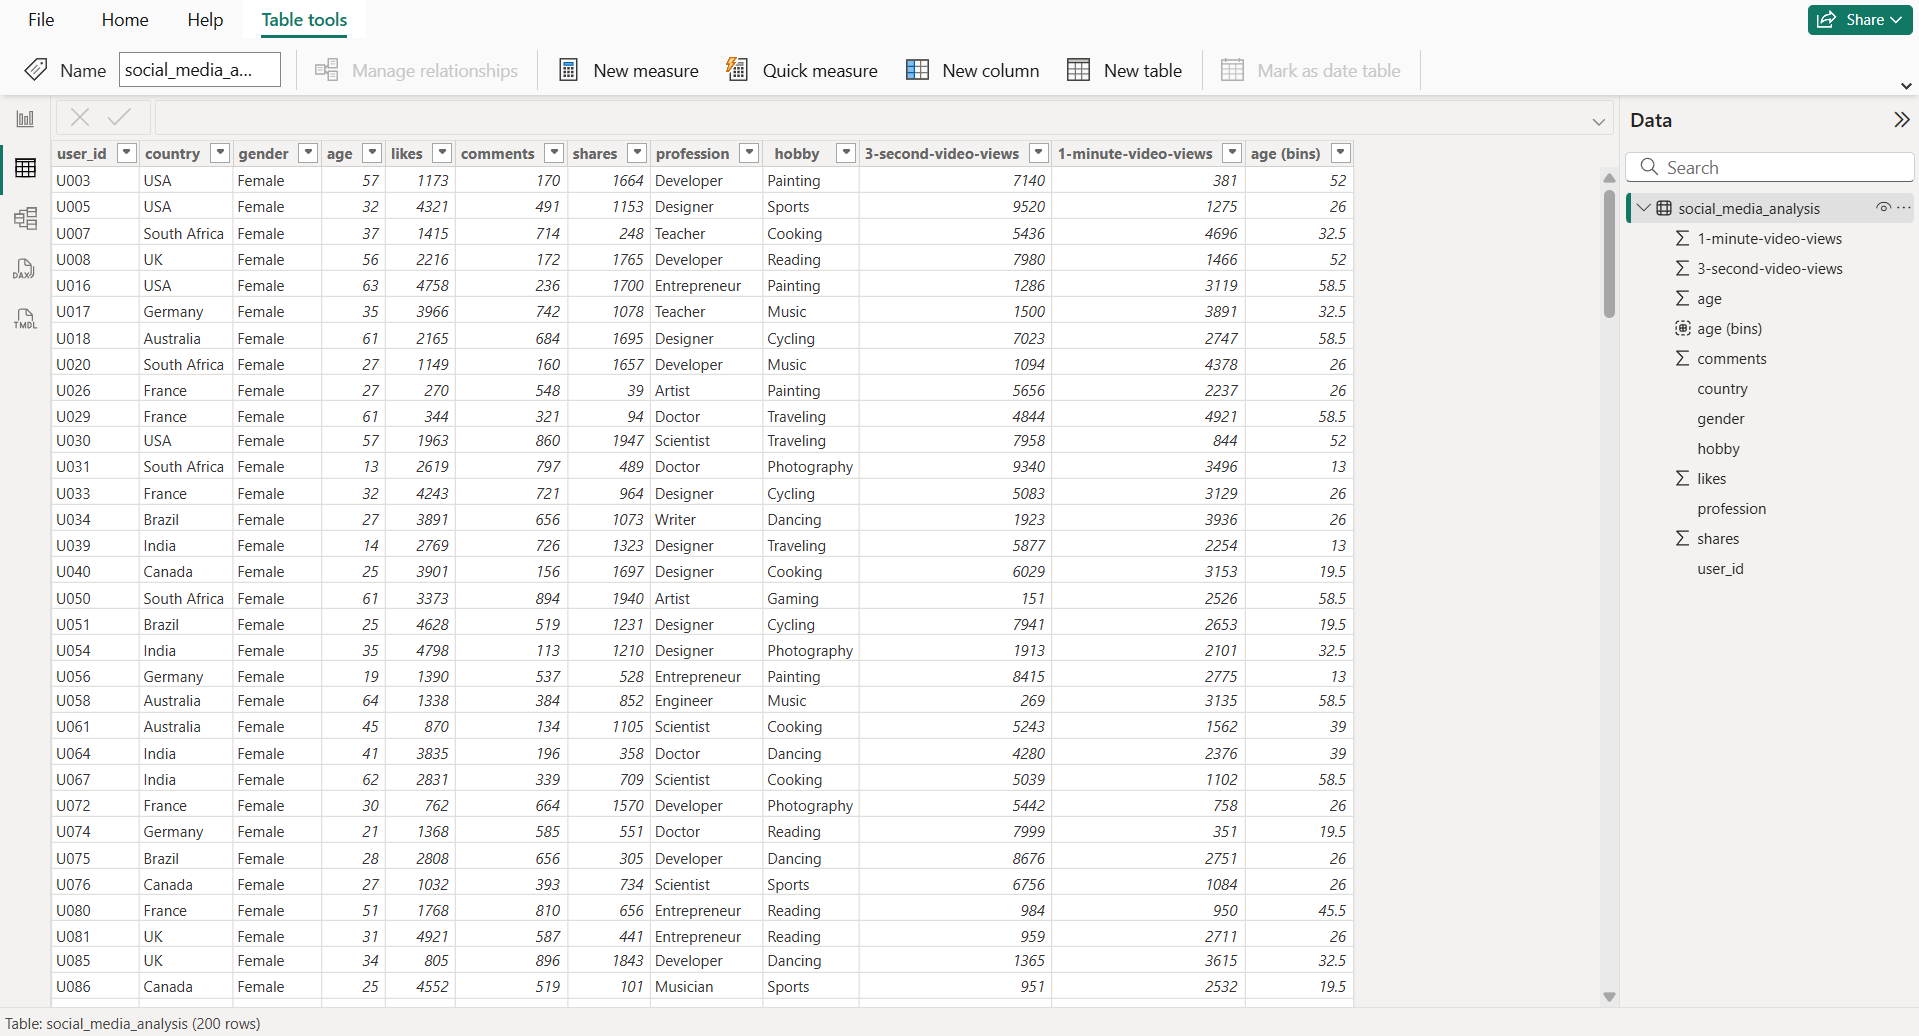 File Home Help Table tools Share
Name social_media_a... Manage relationships New measure Quick measure New column New table Mark as date table
Data
user_id country gender age likes comments shares profession hobby 3-second-video-views 1-minute-video-views age (bins)
U003 USA Female 57 1173 170 1664 Developer Painting 7140 381 52
U005 USA Female 32 4321 491 1153 Designer Sports 9520 1275 26
U007 South Africa Female 37 1415 714 248 Teacher Cooking 5436 4696 32.5
U008 UK Female 56 2216 172 1765 Developer Reading 7980 1466 52
U016 USA Female 63 4758 236 1700 Entrepreneur Painting 1286 3119 58.5
U017 Germany Female 35 3966 742 1078 Teacher Music 1500 3891 32.5
U018 Australia Female 61 2165 684 1695 Designer Cycling 7023 2747 58.5
U020 South Africa Female 27 1149 160 1657 Developer Music 1094 4378 26
U026 France Female 27 270 548 39 Artist Painting 5656 2237 26
U029 France Female 61 344 321 94 Doctor Traveling 4844 4921 58.5
U030 USA Female 57 1963 860 1947 Scientist Traveling 7958 844 52
U031 South Africa Female 13 2619 797 489 Doctor Photography 9340 3496 13
U033 France Female 32 4243 721 964 Designer Cycling 5083 3129 26
U034 Brazil Female 27 3891 656 1073 Writer Dancing 1923 3936 26
U039 India Female 14 2769 726 1323 Designer Traveling 5877 2254 13
U040 Canada Female 25 3901 156 1697 Designer Cooking 6029 3153 19.5
U050 South Africa Female 61 3373 894 1940 Artist Gaming 151 2526 58.5
U051 Brazil Female 25 4628 519 1231 Designer Cycling 7941 2653 19.5
U054 India Female 35 4798 113 1210 Designer Photography 1913 2101 32.5
U056 Germany Female 19 1390 537 528 Entrepreneur Painting 8415 2775 13
U058 Australia Female 64 1338 384 852 Engineer Music 269 3135 58.5
U061 Australia Female 45 870 134 1105 Scientist Cooking 5243 1562 39
U064 India Female 41 3835 196 358 Doctor Dancing 4280 2376 39
U067 India Female 62 2831 339 709 Scientist Cooking 5039 1102 58.5
U072 France Female 30 762 664 1570 Developer Photography 5442 758 26
U074 Germany Female 21 1368 585 551 Doctor Reading 7999 351 19.5
U075 Brazil Female 28 2808 656 305 Developer Dancing 8676 2751 26
U076 Canada Female 27 1032 393 734 Scientist Sports 6756 1084 26
U080 France Female 51 1768 810 656 Entrepreneur Reading 984 950 45.5
U081 UK Female 31 4921 587 441 Entrepreneur Reading 959 2711 26
U085 UK Female 34 805 896 1843 Developer Dancing 1365 3615 32.5
U086 Canada Female 25 4552 519 101 Musician Sports 951 2532 19.5
Search
social_media_analysis
1-minute-video-views
3-second-video-views
age
age (bins)
comments
country
gender
hobby
likes
profession
shares
user_id
DAX
TMDL
Table: social_media_analysis (200 rows)